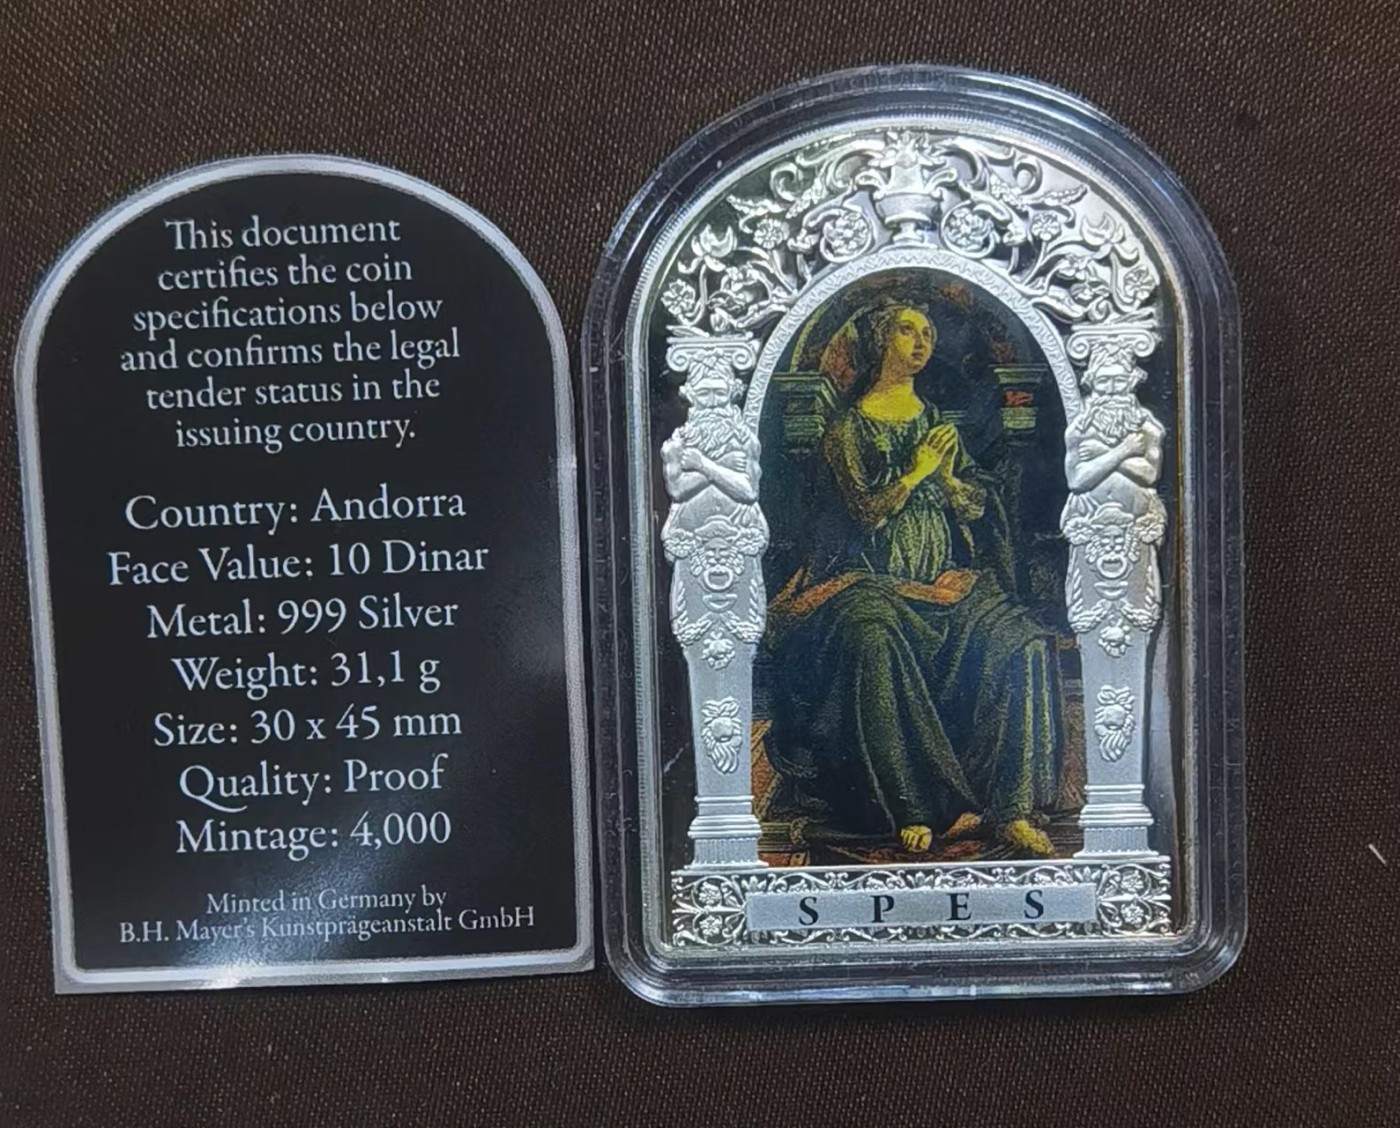 This document
certifies the coin
specifications below
and confirms the legal
tender status in the
issuing country.
Country: Andorra
Face Value: 10 Dinar
Metal: 999 Silver
Weight: 31,1 g
Size: 30 x 45 mm
Quality: Proof
Mintage: 4,000
Minted in Germany by
B.H. Mayer's Kunstprägeanstalt GmbH
SPES